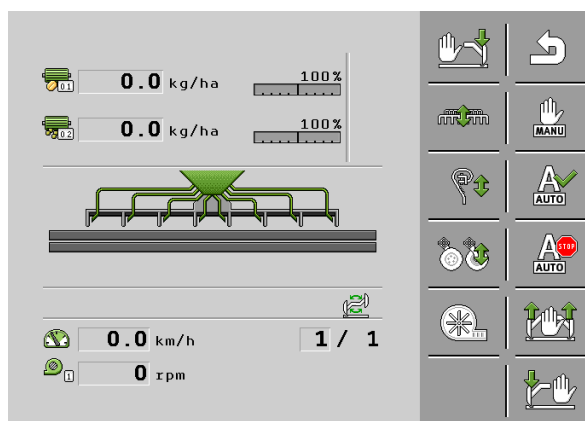 100%
01 0.0 kg/ha
MANU
100%
02 0.0 kg/ha
AUTO
STOP
AUTO
0.0 km/h 1 / 1
1 0 rpm